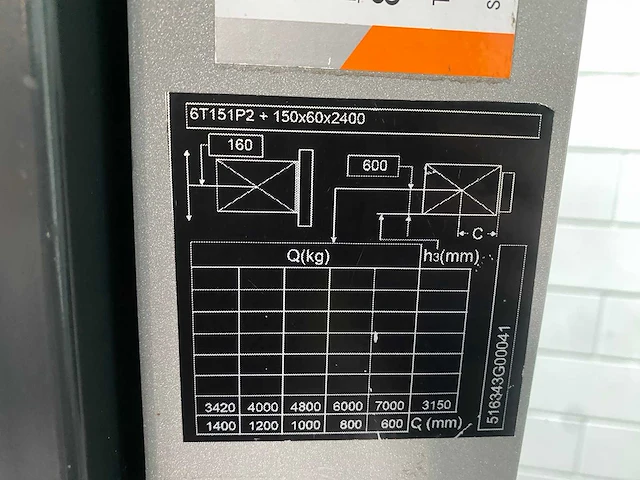 6T151P2 + 150x60x2400
160
600
C
Q(kg) h3(mm)
3420 4000 4800 6000 7000 3150
1400 1200 1000 800 600 C (mm)
516343G00041